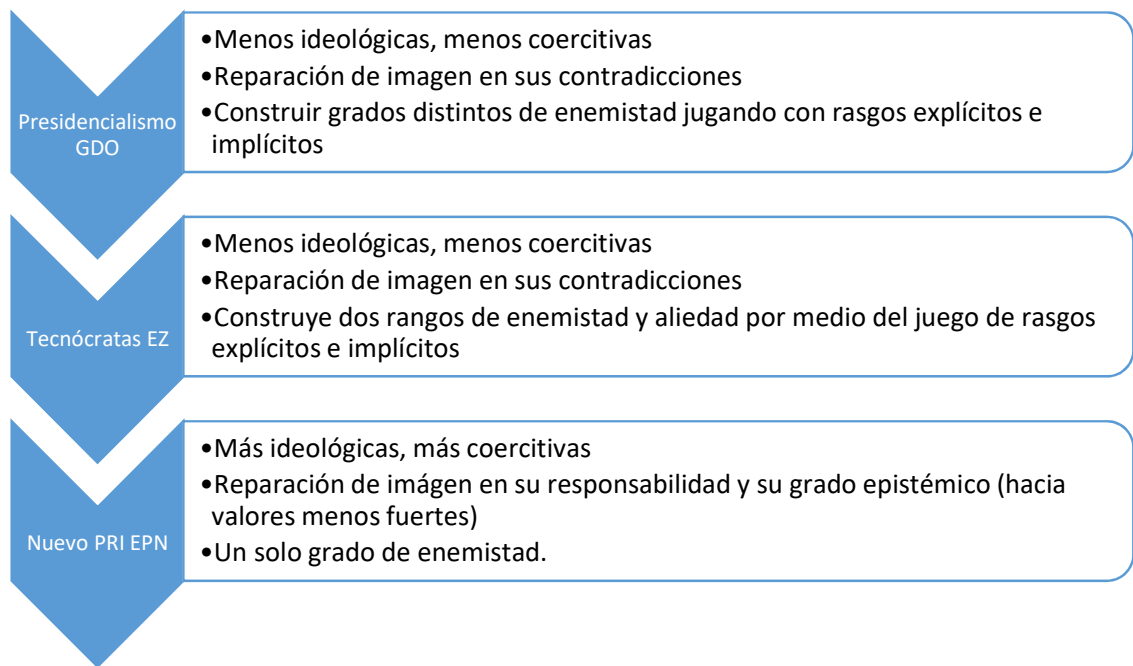 Presidencialismo
GDO
•Menos ideológicas, menos coercitivas
•Reparación de imagen en sus contradicciones
•Construir grados distintos de enemistad jugando con rasgos explícitos e
implícitos
Tecnócratas EZ
•Menos ideológicas, menos coercitivas
•Reparación de imagen en sus contradicciones
•Construye dos rangos de enemistad y aliedad por medio del juego de rasgos
explícitos e implícitos
Nuevo PRI EPN
•Más ideológicas, más coercitivas
•Reparación de imágen en su responsabilidad y su grado epistémico (hacia
valores menos fuertes)
•Un solo grado de enemistad.